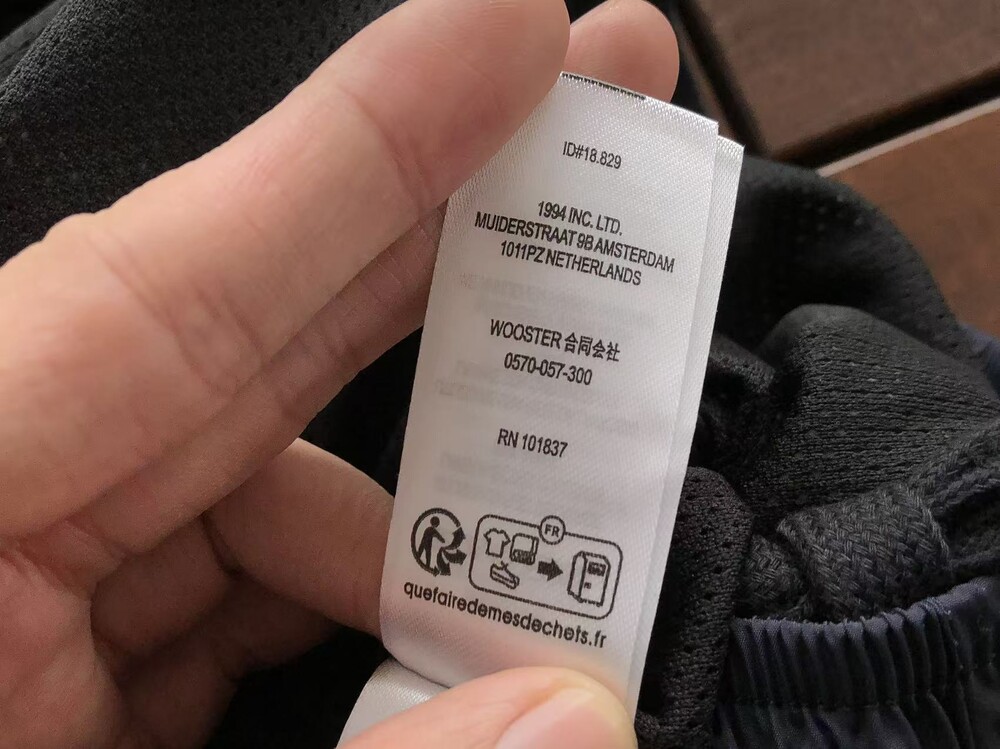 ID#18.829
1994 INC. LTD.
MUIDERSTRAAT 9B AMSTERDAM
1011PZ NETHERLANDS
WOOSTER 合同会社
0570-057-300
RN 101837
FR
quefairedemesdechets.fr